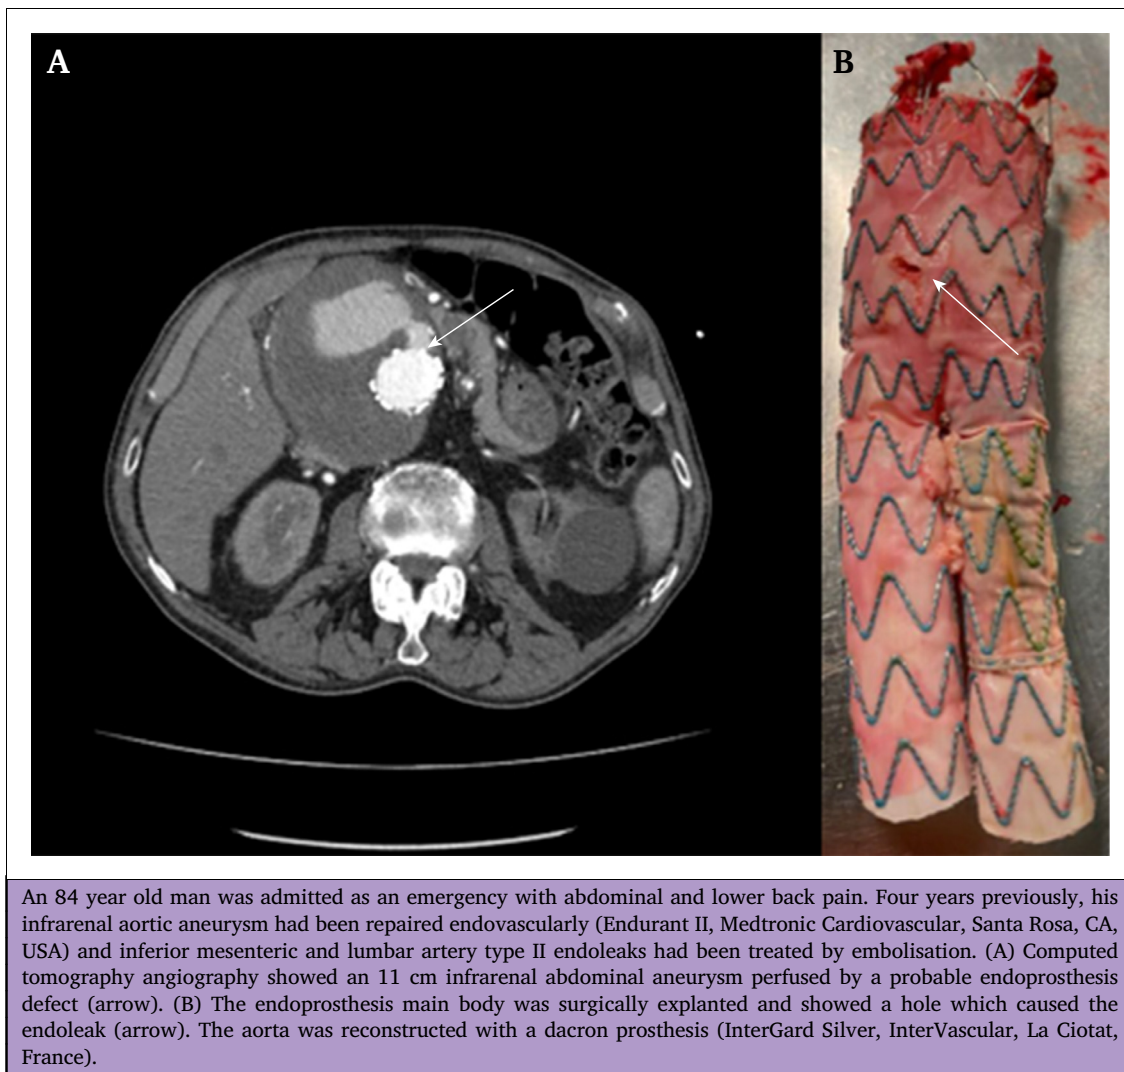 A
B
An 84 year old man was admitted as an emergency with abdominal and lower back pain. Four years previously, his
infrarenal aortic aneurysm had been repaired endovascularly (Endurant II, Medtronic Cardiovascular, Santa Rosa, CA,
USA) and inferior mesenteric and lumbar artery type II endoleaks had been treated by embolisation. (A) Computed
tomography angiography showed an 11 cm infrarenal abdominal aneurysm perfused by a probable endoprosthesis
defect (arrow). (B) The endoprosthesis main body was surgically explanted and showed a hole which caused the
endoleak (arrow). The aorta was reconstructed with a dacron prosthesis (InterGard Silver, InterVascular, La Ciotat,
France).